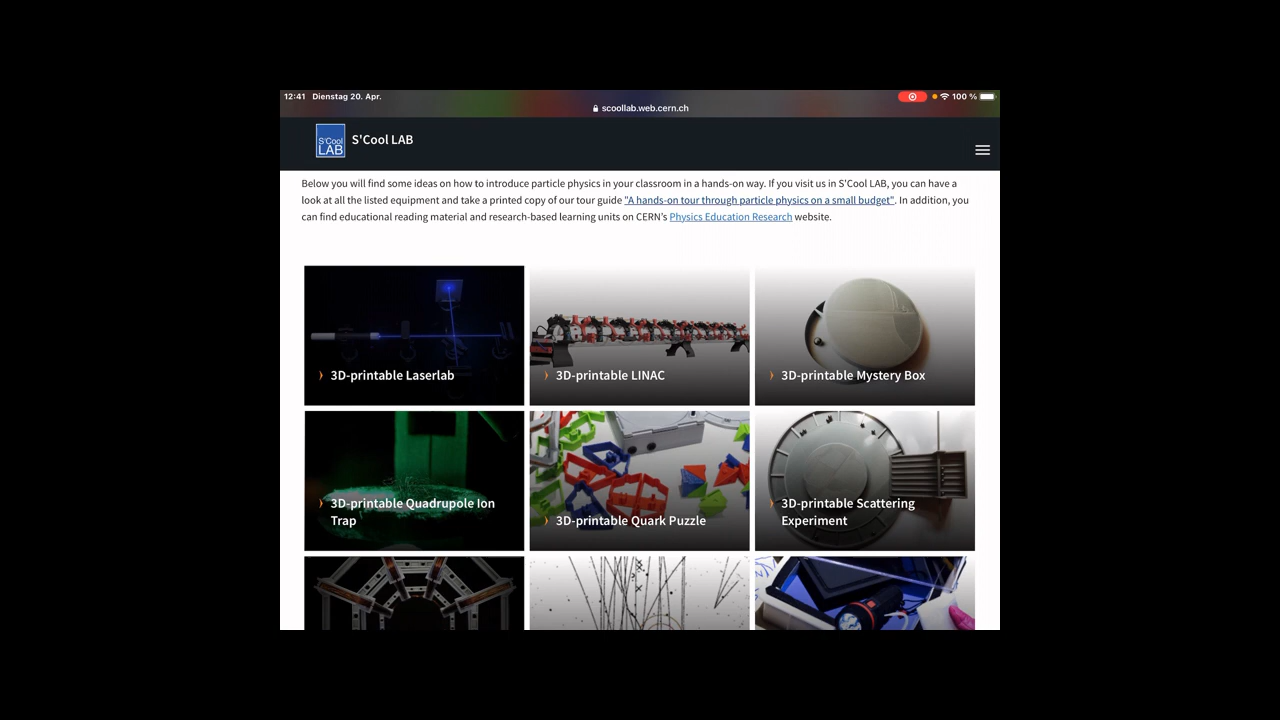 12:41 Dienstag 20. Apr.
100 %
scoollab.web.cern.ch
S'Cool
LAB
S'Cool LAB
Below you will find some ideas on how to introduce particle physics in your classroom in a hands-on way. If you visit us in S'Cool LAB, you can have a
look at all the listed equipment and take a printed copy of our tour guide "A hands-on tour through particle physics on a small budget". In addition, you
can find educational reading material and research-based learning units on CERN's Physics Education Research website.
3D-printable Laserlab
3D-printable LINAC
3D-printable Mystery Box
3D-printable Quadrupole Ion
Trap
3D-printable Quark Puzzle
3D-printable Scattering
Experiment